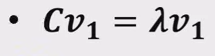 • Cv₁ = λv₁